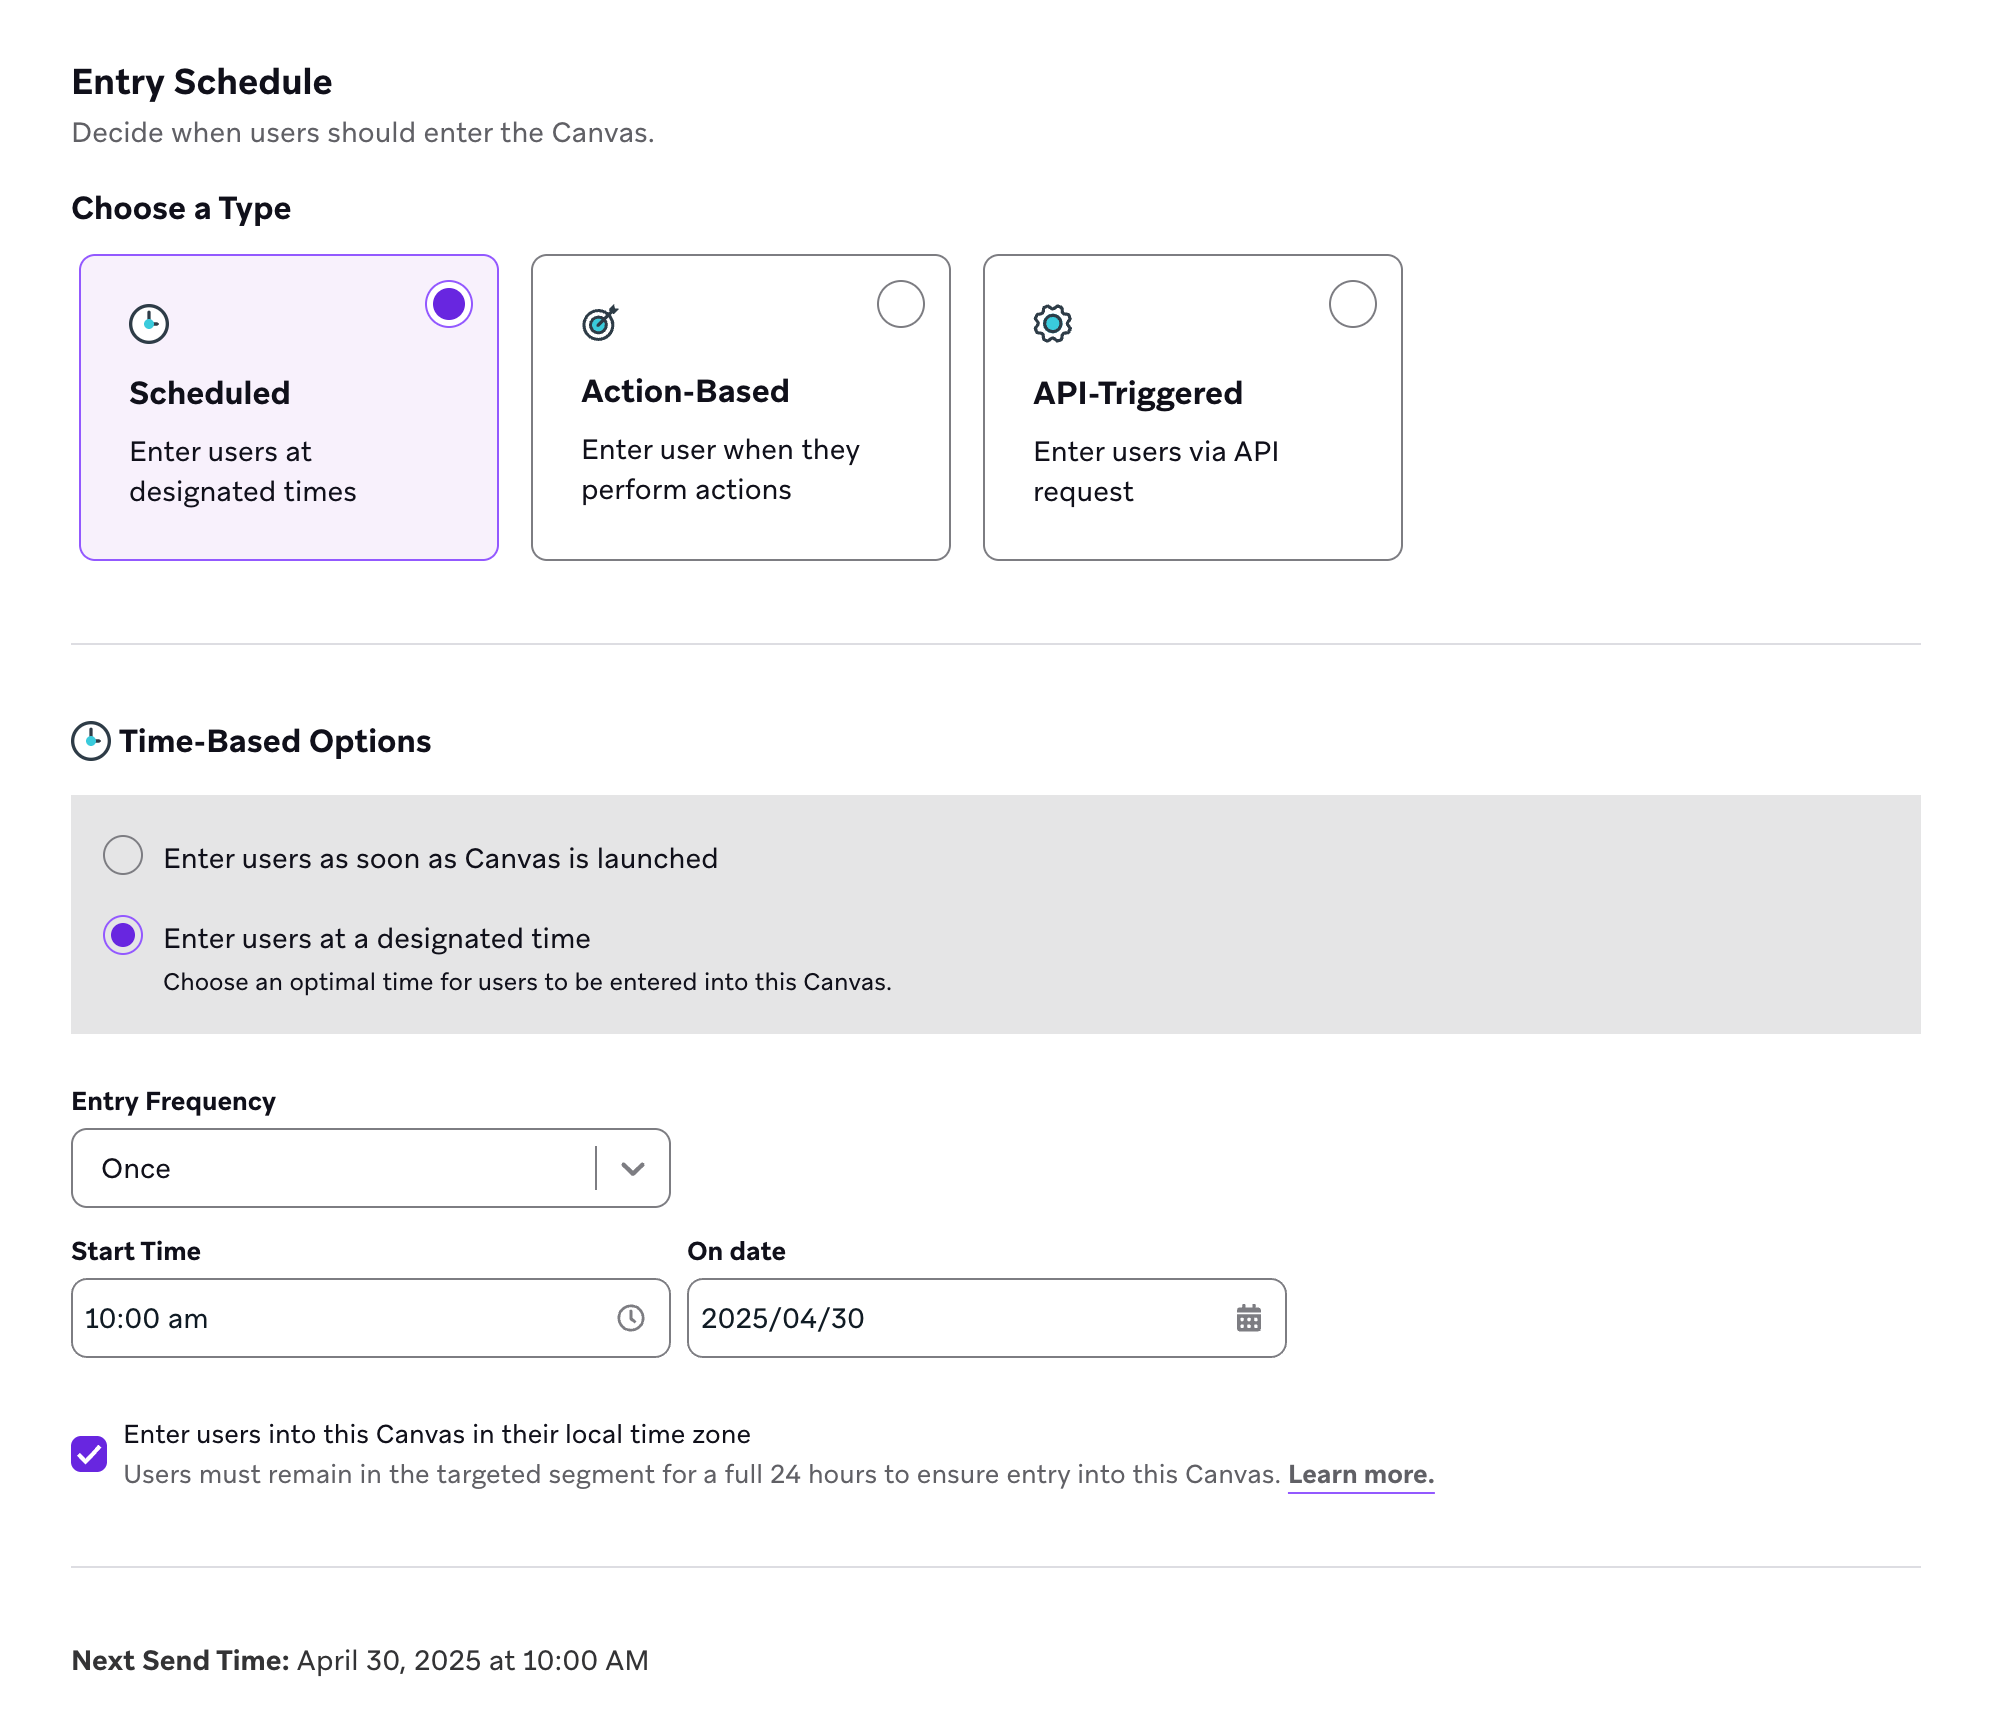 Entry Schedule
Decide when users should enter the Canvas.
Choose a Type
Scheduled
Enter users at
designated times
Action-Based
Enter user when they
perform actions
API-Triggered
Enter users via API
request
Time-Based Options
Enter users as soon as Canvas is launched
Enter users at a designated time
Choose an optimal time for users to be entered into this Canvas.
Entry Frequency
Once
Start Time
10:00 am
On date
2025/04/30
Enter users into this Canvas in their local time zone
Users must remain in the targeted segment for a full 24 hours to ensure entry into this Canvas. Learn more.
Next Send Time: April 30, 2025 at 10:00 AM